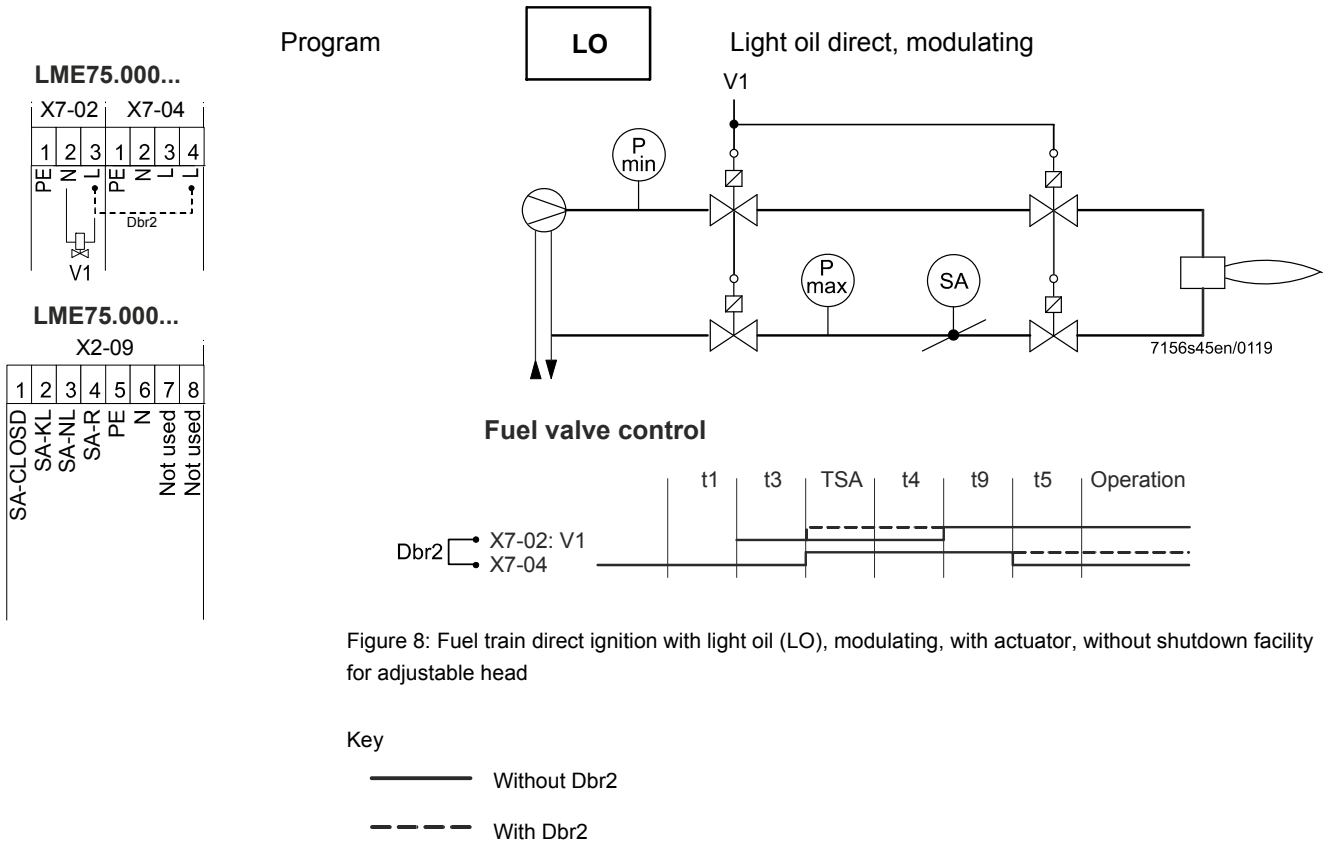 Program
LO
Light oil direct, modulating
LME75.000...
X7-02 X7-04
1 2 3 1 2 3 4
PE N L PE N L L
Dbr2
V1
LME75.000...
X2-09
1 2 3 4 5 6 7 8
SA-CLOSD
SA-KL
SA-NL
SA-R
PE
N
Not used
Not used
V1
P min
P max
SA
7156s45en/0119
Fuel valve control
t1 t3 TSA t4 t9 t5 Operation
Dbr2
X7-02: V1
X7-04
Figure 8: Fuel train direct ignition with light oil (LO), modulating, with actuator, without shutdown facility
for adjustable head
Key
Without Dbr2
With Dbr2